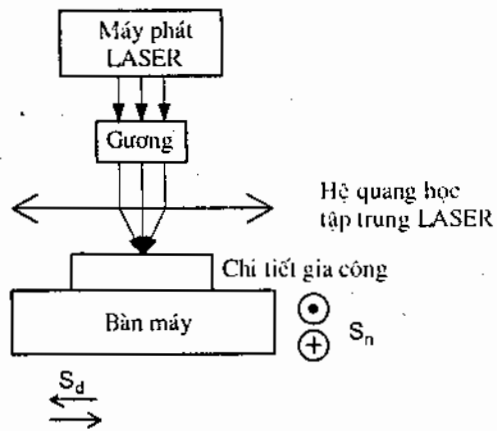 Máy phát
LASER
Gương
Hệ quang học
tập trung LASER
Chi tiết gia công
Bàn máy
Sn
Sd